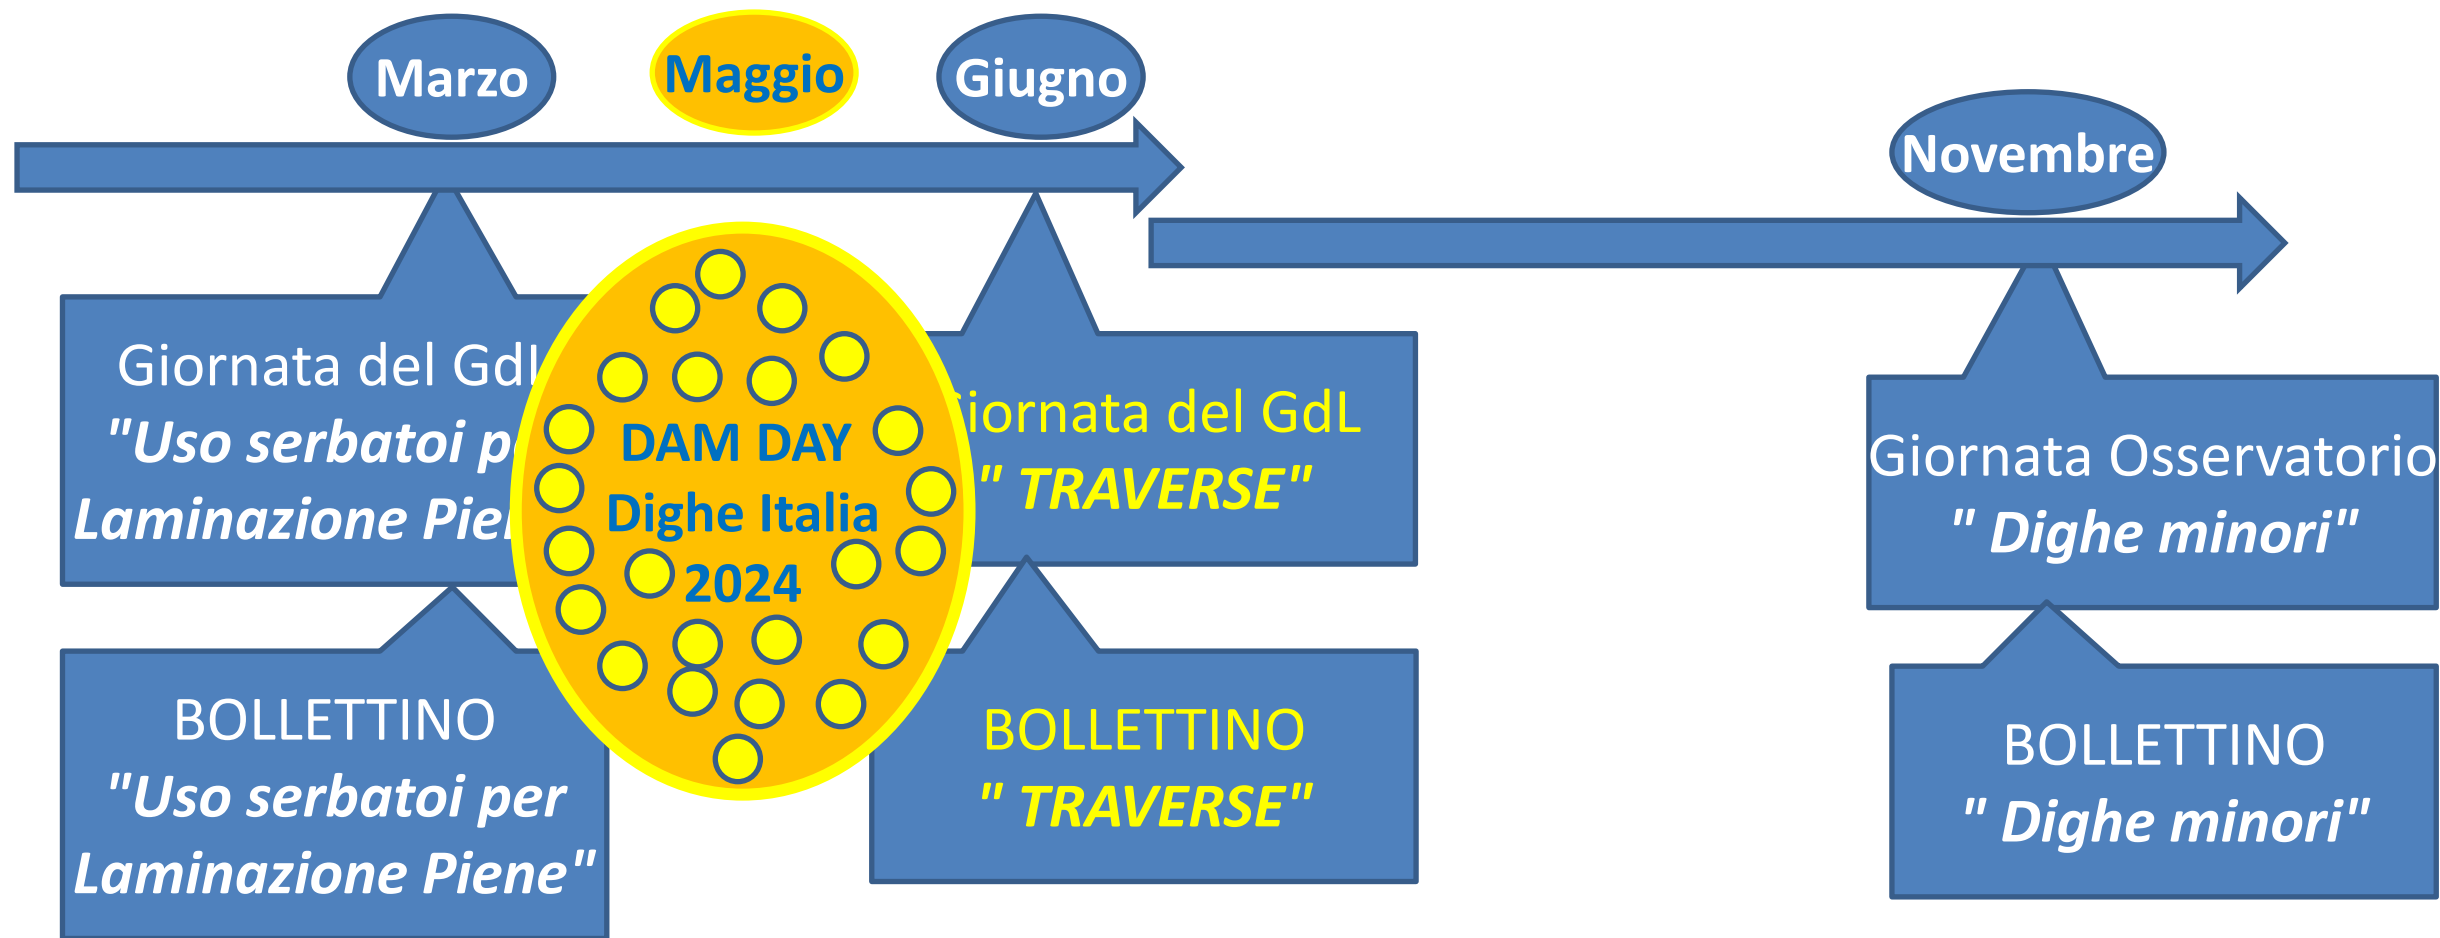 Marzo
Maggio
Giugno
Novembre
Giornata del GdL
"Uso serbatoi
Laminazione
DAM DAY
Dighe Italia
2024
iornata del GdL
" TRAVERSE"
Giornata Osservatorio
" Dighe minori"
BOLLETTINO
"Uso serbatoi per
Laminazione Piene"
BOLLETTINO
" TRAVERSE"
BOLLETTINO
" Dighe minori"